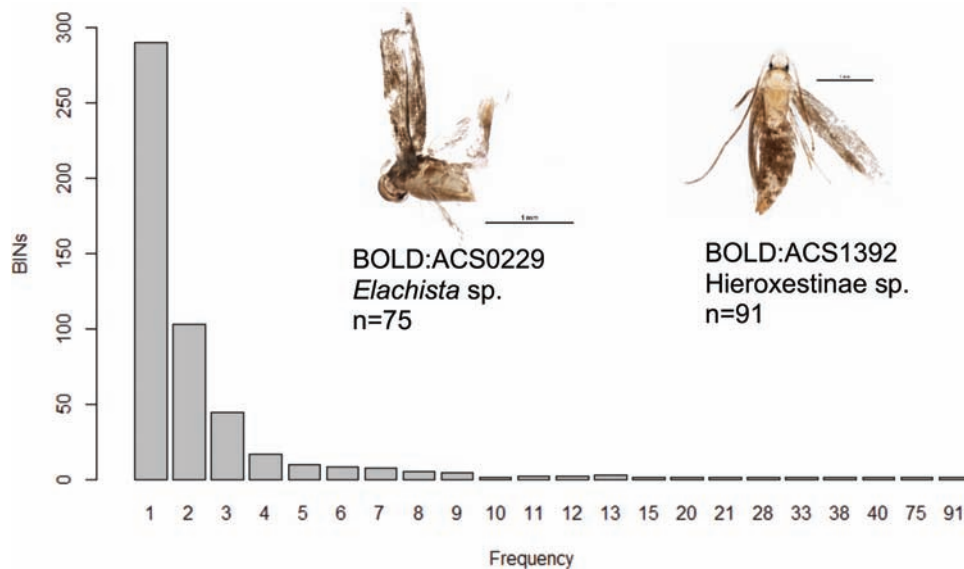 300
250
200
150
100
50
0
BINs
BOLD:ACS0229
Elachista sp.
n=75
BOLD:ACS1392
Hieroxestinae sp.
n=91
1 2 3 4 5 6 7 8 9 10 11 12 13 15 20 21 28 33 38 40 75 91
Frequency